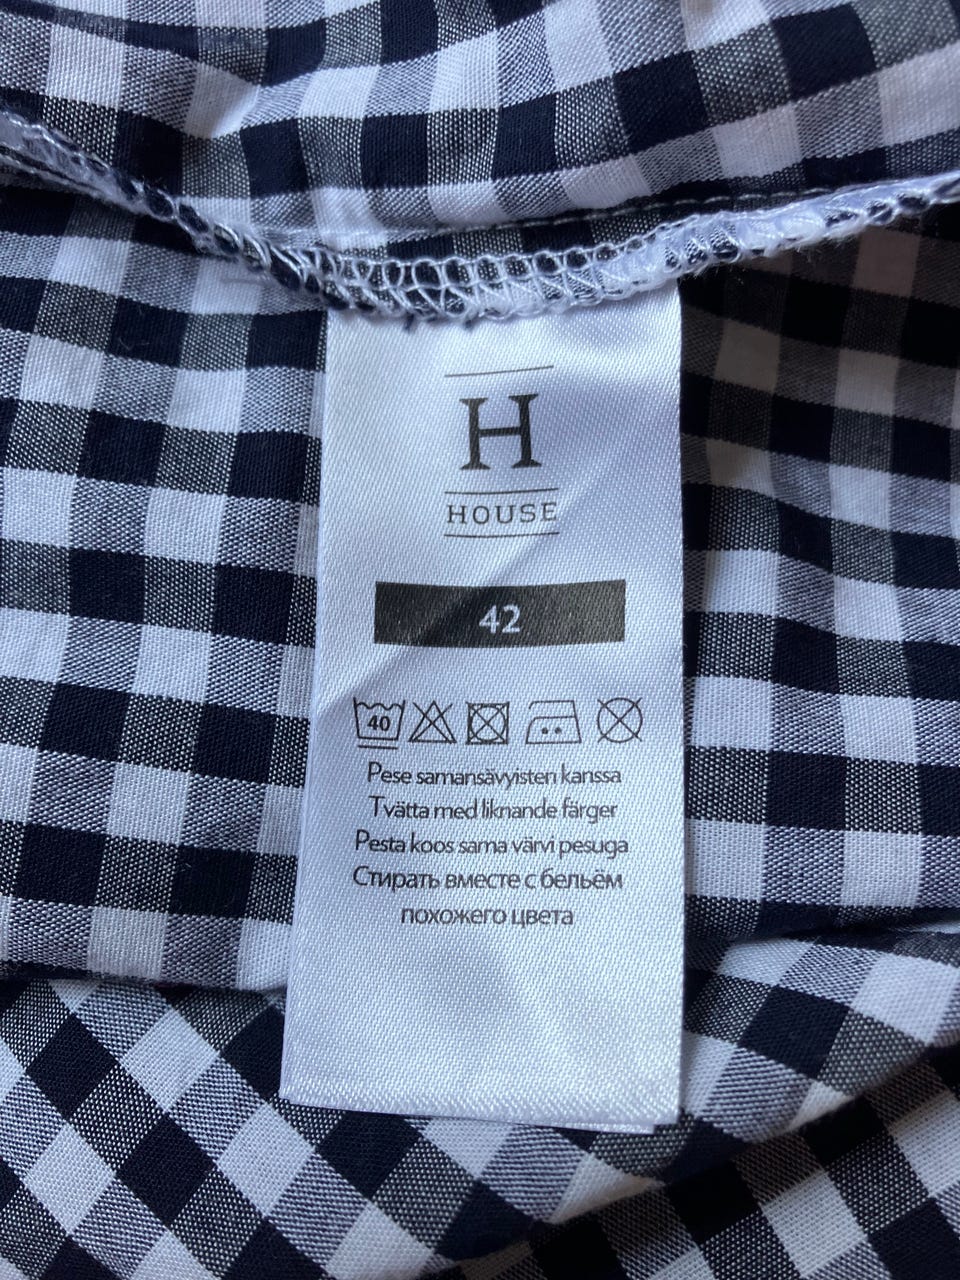 H
HOUSE
42
40
Pese samansävyisten kanssa
Tvätta med liknande färger
Pesta koos sama värvi pesuga
Стирать вместе с бельём
похожего цвета